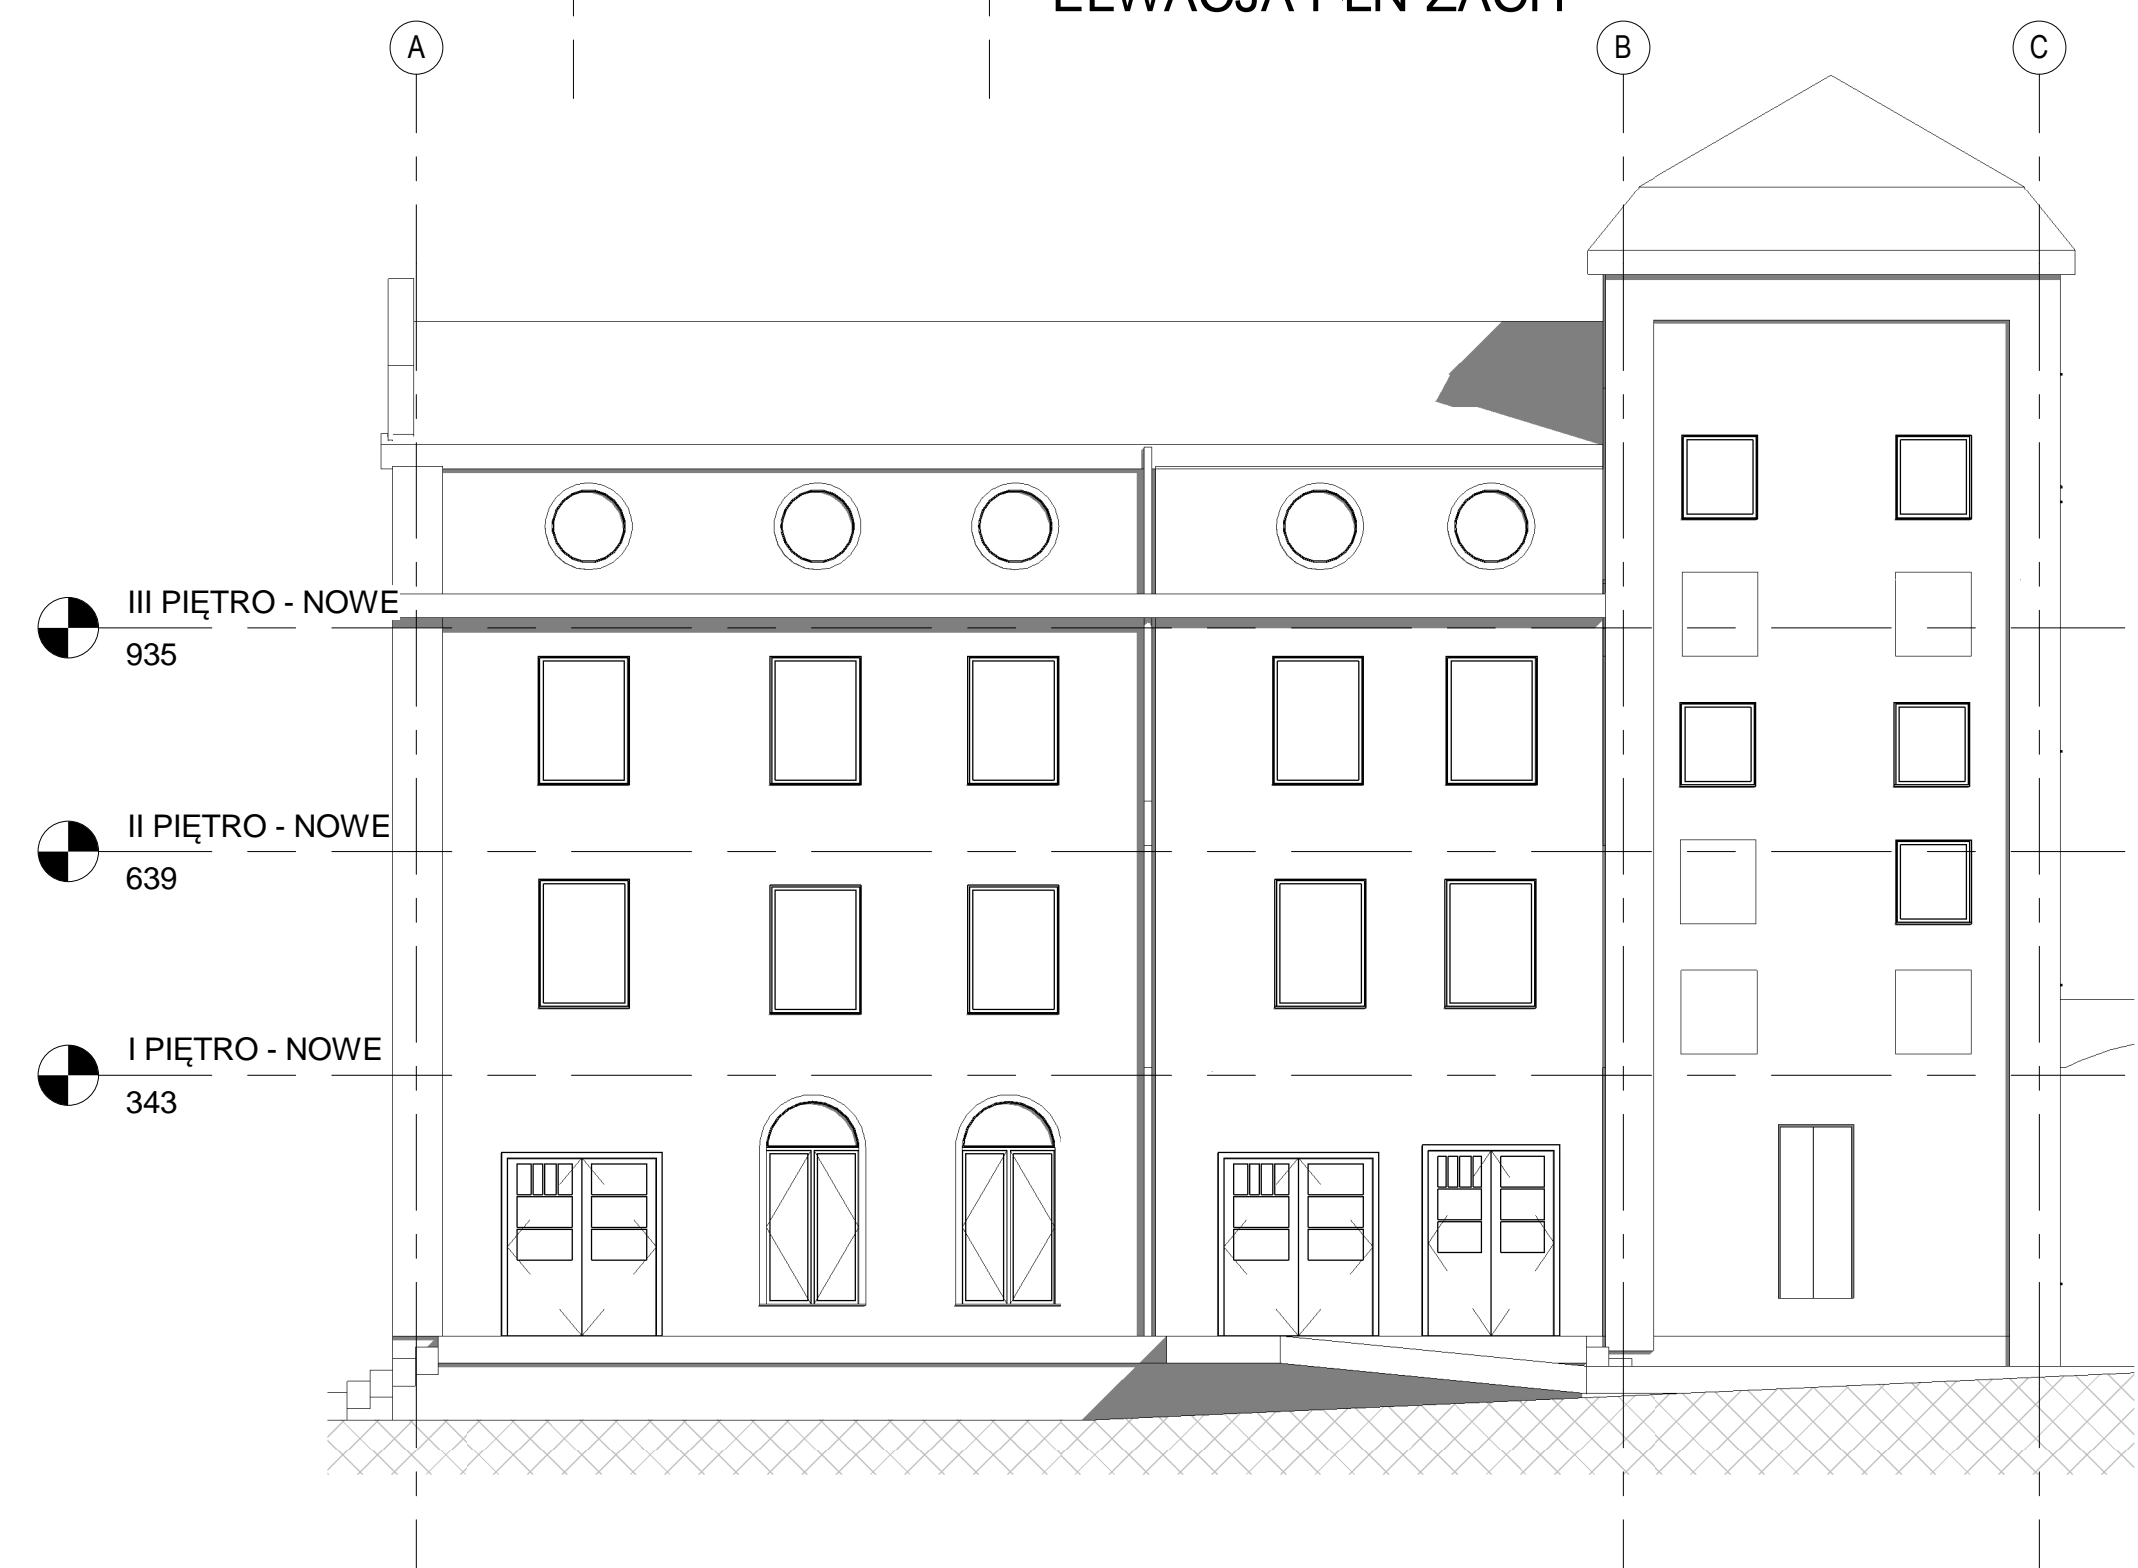 A
B
C
III PIĘTRO - NOWE
935
II PIĘTRO - NOWE
639
I PIĘTRO - NOWE
343